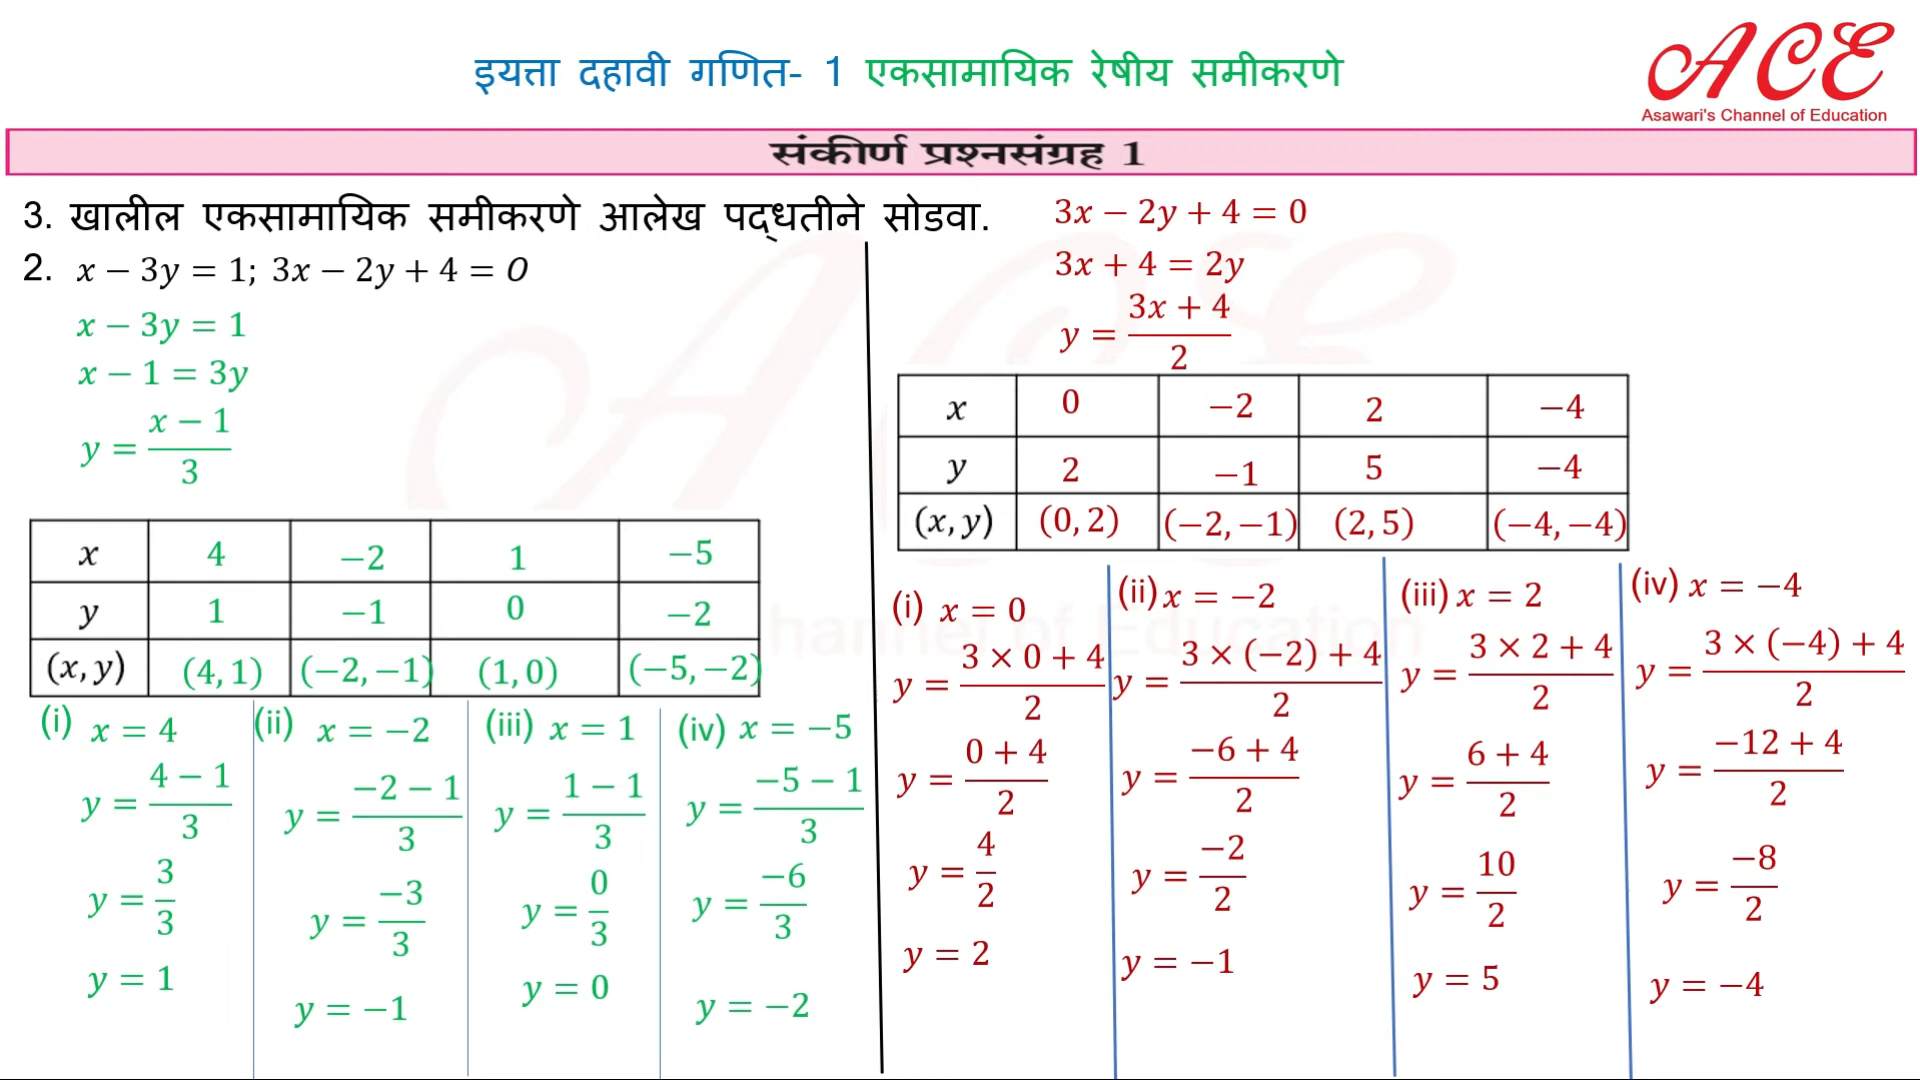 इयत्ता दहावी गणित- 1 एकसामायिक रेषीय समीकरणे
ACE
Asawari's Channel of Education
संकीर्ण प्रश्नसंग्रह 1
3. खालील एकसामायिक समीकरणे आलेख पद्धतीने सोडवा.
2. x − 3y = 1; 3x − 2y + 4 = O
x − 3y = 1
x − 1 = 3y
y = (x − 1)/3
x 4 −2 1 −5
y 1 −1 0 −2
(x, y) (4, 1) (−2, −1) (1, 0) (−5, −2)
(i) x = 4
y = (4 − 1)/3
y = 3/3
y = 1
(ii) x = −2
y = (−2 − 1)/3
y = −3/3
y = −1
(iii) x = 1
y = (1 − 1)/3
y = 0/3
y = 0
(iv) x = −5
y = (−5 − 1)/3
y = −6/3
y = −2
3x − 2y + 4 = 0
3x + 4 = 2y
y = (3x + 4)/2
x 0 −2 2 −4
y 2 −1 5 −4
(x, y) (0, 2) (−2, −1) (2, 5) (−4, −4)
(i) x = 0
y = (3 × 0 + 4)/2
y = (0 + 4)/2
y = 4/2
y = 2
(ii) x = −2
y = (3 × (−2) + 4)/2
y = (−6 + 4)/2
y = −2/2
y = −1
(iii) x = 2
y = (3 × 2 + 4)/2
y = (6 + 4)/2
y = 10/2
y = 5
(iv) x = −4
y = (3 × (−4) + 4)/2
y = (−12 + 4)/2
y = −8/2
y = −4